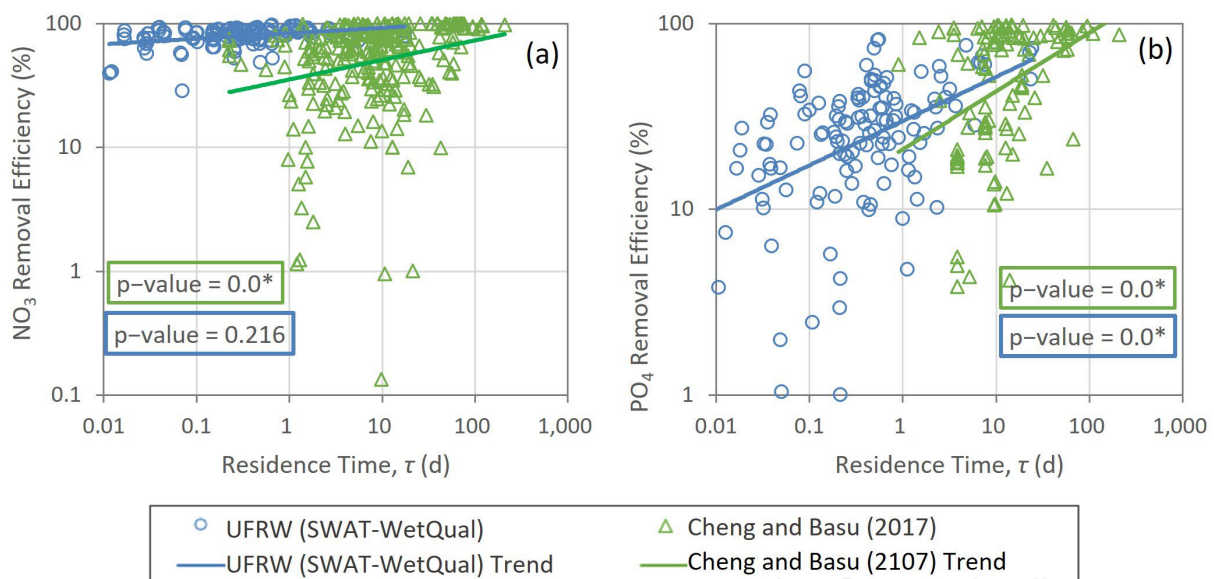 100
10
1
0.1
NO3 Removal Efficiency (%)
(a)
p−value = 0.0*
p−value = 0.216
0.01 0.1 1 10 100 1,000
Residence Time, τ (d)
100
10
1
PO4 Removal Efficiency (%)
(b)
p−value = 0.0*
p−value = 0.0*
0.01 0.1 1 10 100 1,000
Residence Time, τ (d)
UFRW (SWAT-WetQual) Cheng and Basu (2017)
UFRW (SWAT-WetQual) Trend Cheng and Basu (2107) Trend